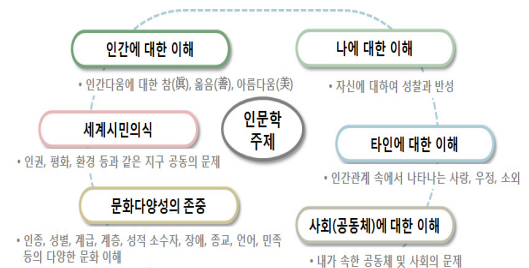 인간에 대한 이해
• 인간다움에 대한 참(眞), 옳음(善), 아름다움(美)
나에 대한 이해
• 자신에 대하여 성찰과 반성
인문학
주제
세계시민의식
• 인권, 평화, 환경 등과 같은 지구 공동의 문제
타인에 대한 이해
• 인간관계 속에서 나타나는 사랑, 우정, 소외
문화다양성의 존중
• 인종, 성별, 계급, 계층, 성적 소수자, 장애, 종교, 언어, 민족
등의 다양한 문화 이해
사회(공동체)에 대한 이해
• 내가 속한 공동체 및 사회의 문제